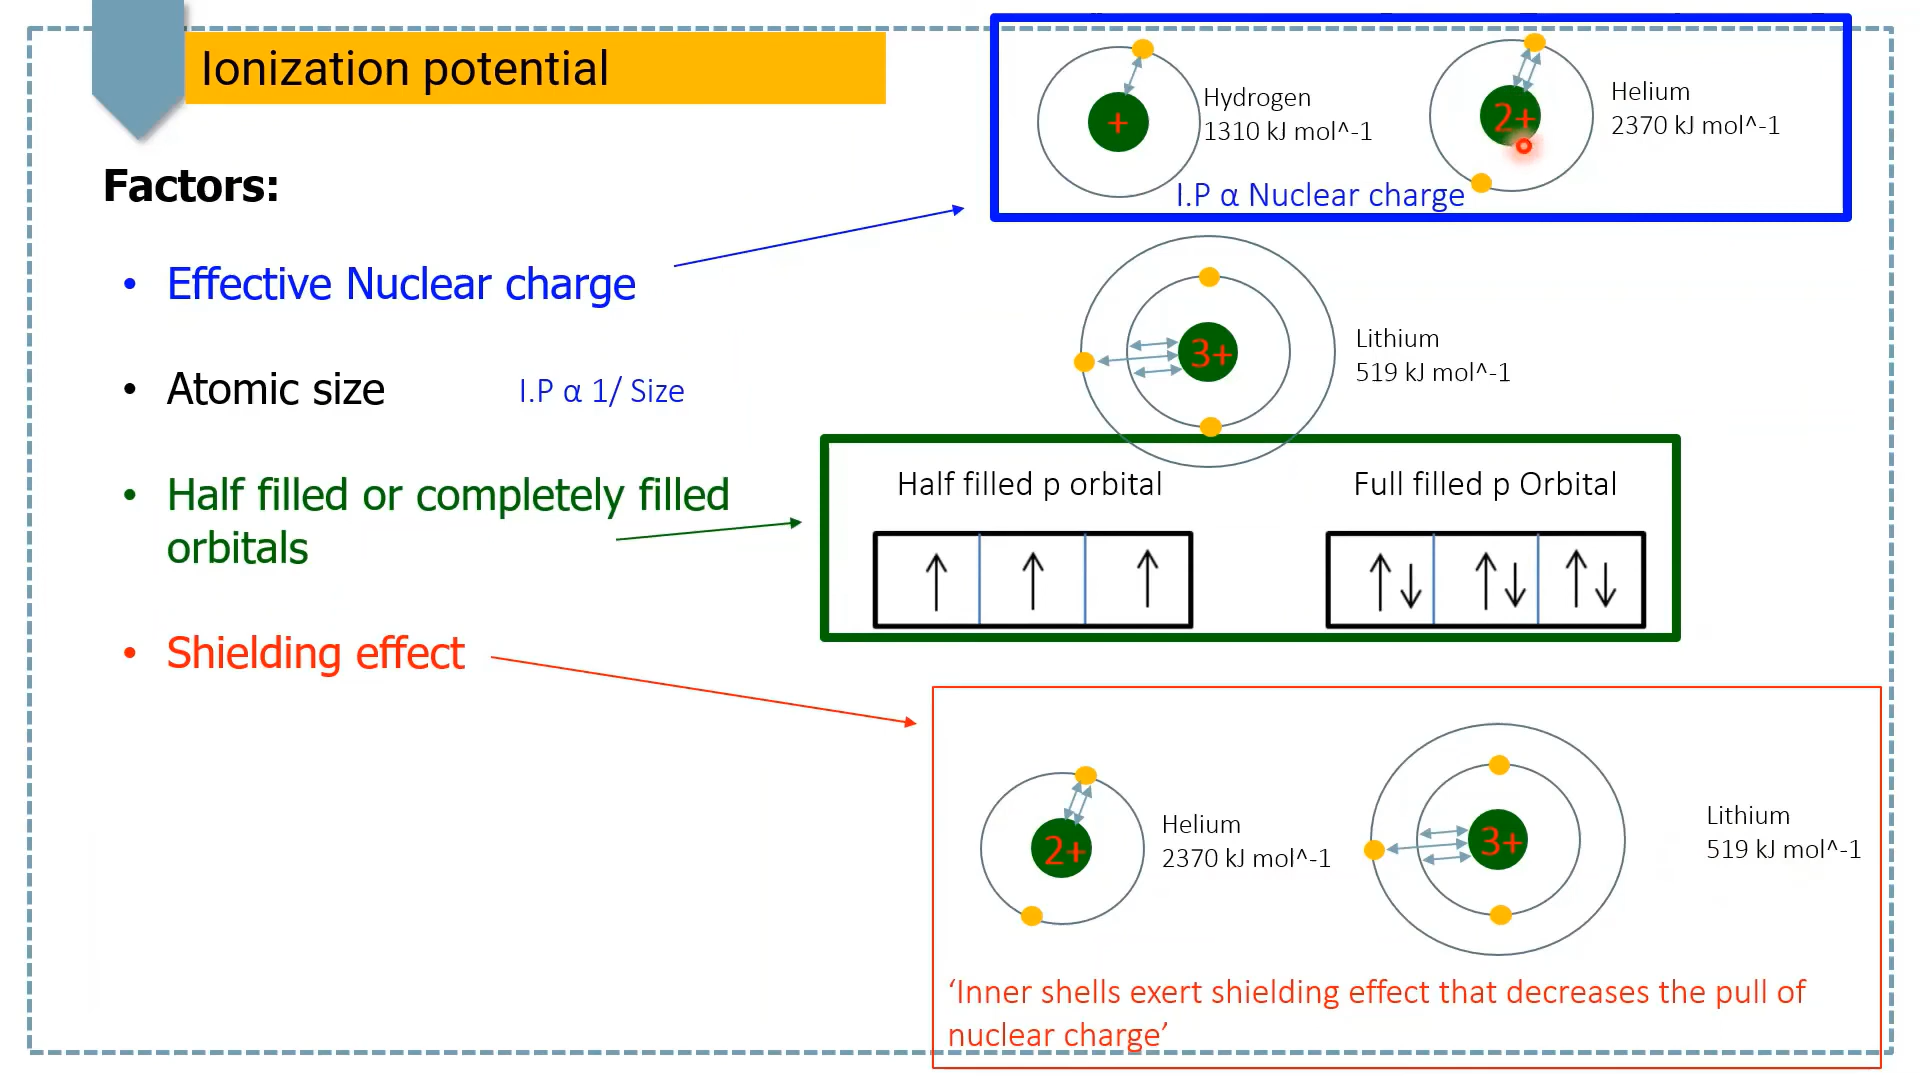 Ionization potential
Factors:
• Effective Nuclear charge
• Atomic size
I.P α 1/ Size
• Half filled or completely filled
orbitals
• Shielding effect
+
Hydrogen
1310 kJ mol^-1
2+
Helium
2370 kJ mol^-1
I.P α Nuclear charge
3+
Lithium
519 kJ mol^-1
Half filled p orbital
Full filled p Orbital
2+
Helium
2370 kJ mol^-1
3+
Lithium
519 kJ mol^-1
‘Inner shells exert shielding effect that decreases the pull of
nuclear charge’